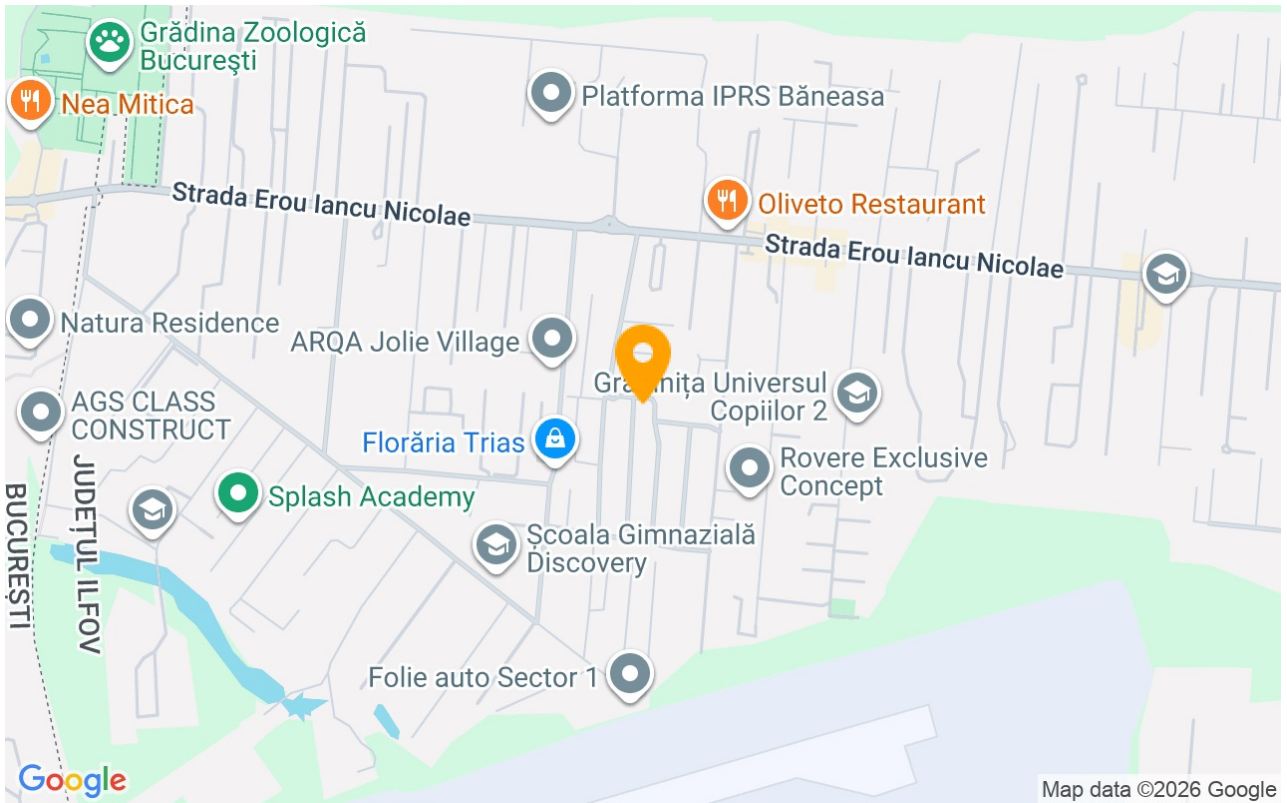 Grădina Zoologică
Bucureşti
Nea Mitica
Platforma IPRS Băneasa
Strada Erou Iancu Nicolae
Oliveto Restaurant
Strada Erou Iancu Nicolae
Natura Residence
ARQA Jolie Village
Universul
Copiilor 2
AGS CLASS
CONSTRUCT
Florăria Trias
Rovere Exclusive
Concept
Splash Academy
Școala Gimnazială
Discovery
BUCUREȘTI
JUDEȚUL ILFOV
Folie auto Sector 1
Google
Map data ©2026 Google